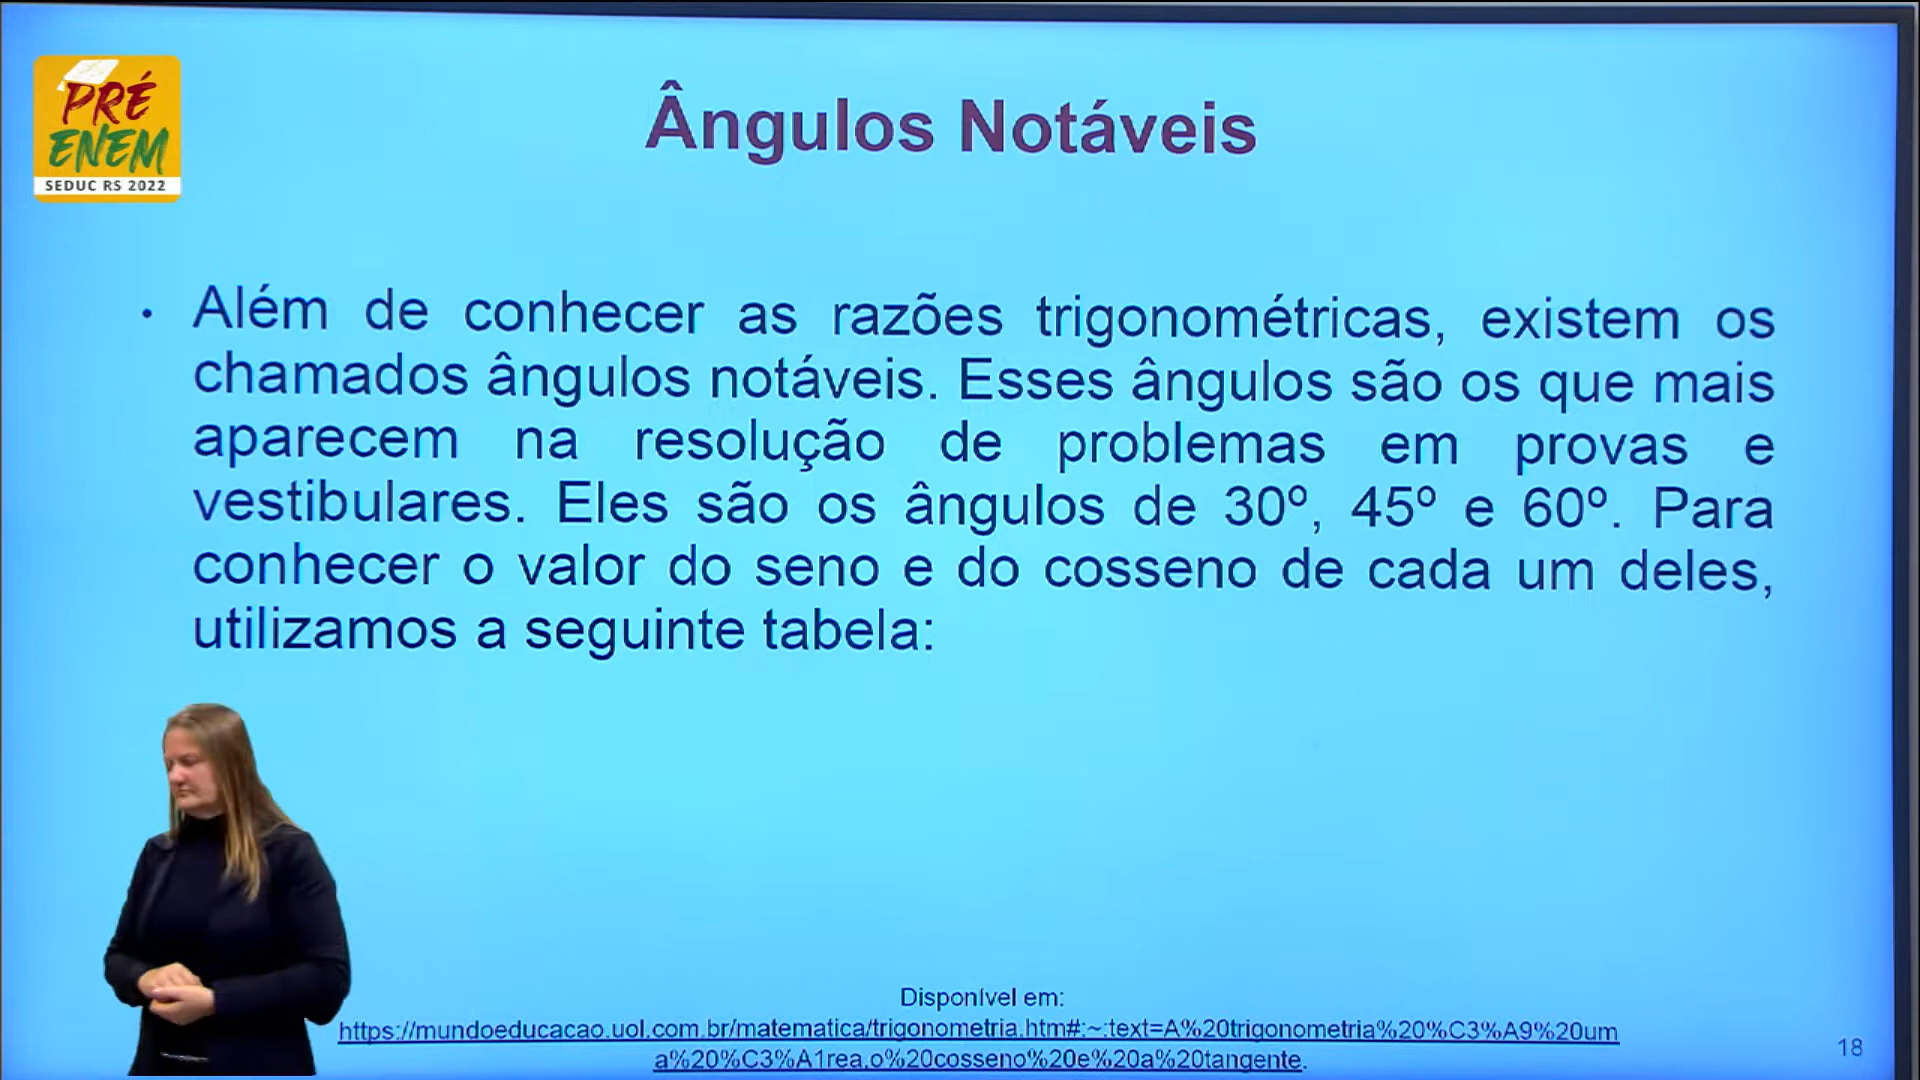 PRÉ
ENEM
SEDUC RS 2022
Ângulos Notáveis
• Além de conhecer as razões trigonométricas, existem os
chamados ângulos notáveis. Esses ângulos são os que mais
aparecem na resolução de problemas em provas e
vestibulares. Eles são os ângulos de 30º, 45º e 60º. Para
conhecer o valor do seno e do cosseno de cada um deles,
utilizamos a seguinte tabela:
Disponível em:
https://mundoeducacao.uol.com.br/matematica/trigonometria.htm#:~:text=A%20trigonometria%20%C3%A9%20um
a%20%C3%A1rea,o%20cosseno%20e%20a%20tangente.
18